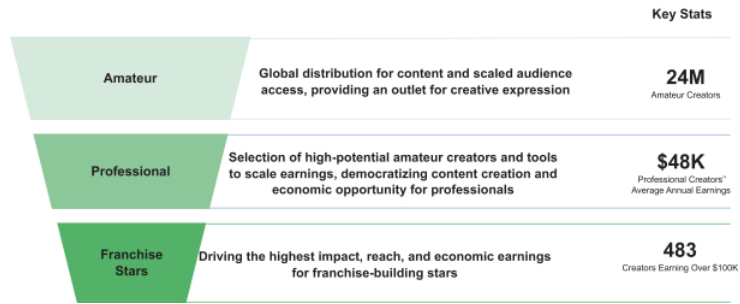 Key Stats
Amateur
Global distribution for content and scaled audience
access, providing an outlet for creative expression
24M
Amateur Creators
Professional
Selection of high-potential amateur creators and tools
to scale earnings, democratizing content creation and
economic opportunity for professionals
$48K
Professional Creators'
Average Annual Earnings
Franchise
Stars
Driving the highest impact, reach, and economic earnings
for franchise-building stars
483
Creators Earning Over $100K